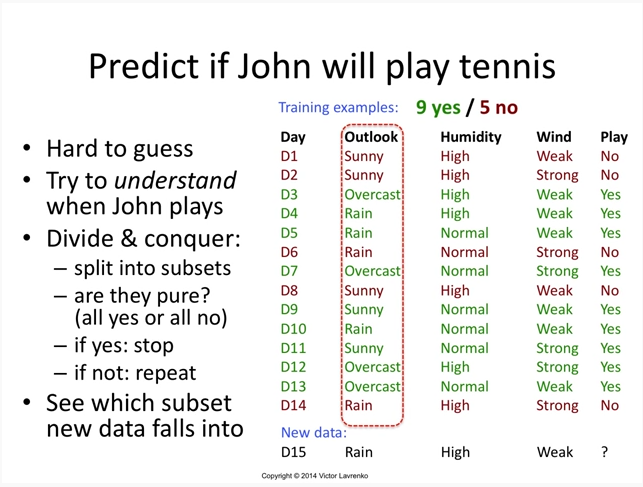 Predict if John will play tennis
• Hard to guess
• Try to understand
when John plays
• Divide & conquer:
– split into subsets
– are they pure?
(all yes or all no)
– if yes: stop
– if not: repeat
• See which subset
new data falls into
Training examples: 9 yes / 5 no
Day Outlook Humidity Wind Play
D1 Sunny High Weak No
D2 Sunny High Strong No
D3 Overcast High Weak Yes
D4 Rain High Weak Yes
D5 Rain Normal Weak Yes
D6 Rain Normal Strong No
D7 Overcast Normal Strong Yes
D8 Sunny High Weak No
D9 Sunny Normal Weak Yes
D10 Rain Normal Weak Yes
D11 Sunny Normal Strong Yes
D12 Overcast High Strong Yes
D13 Overcast Normal Weak Yes
D14 Rain High Strong No
New data:
D15 Rain High Weak ?
Copyright © 2014 Victor Lavrenko